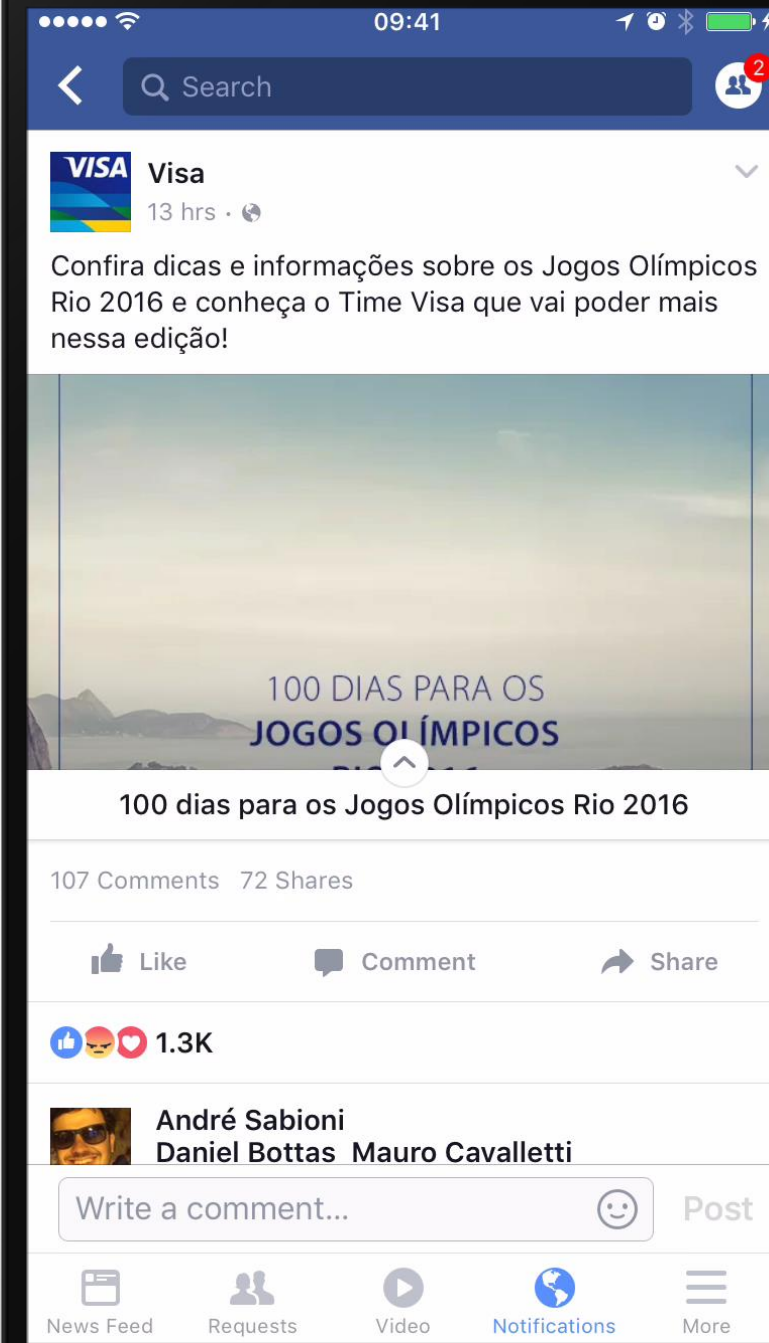 09:41
Search
2
VISA
Visa
13 hrs ·
Confira dicas e informações sobre os Jogos Olímpicos
Rio 2016 e conheça o Time Visa que vai poder mais
nessa edição!
100 DIAS PARA OS
JOGOS OLÍMPICOS
100 dias para os Jogos Olímpicos Rio 2016
107 Comments 72 Shares
Like Comment Share
1.3K
André Sabioni
Daniel Bottas Mauro Cavalletti
Write a comment... Post
News Feed Requests Video Notifications More